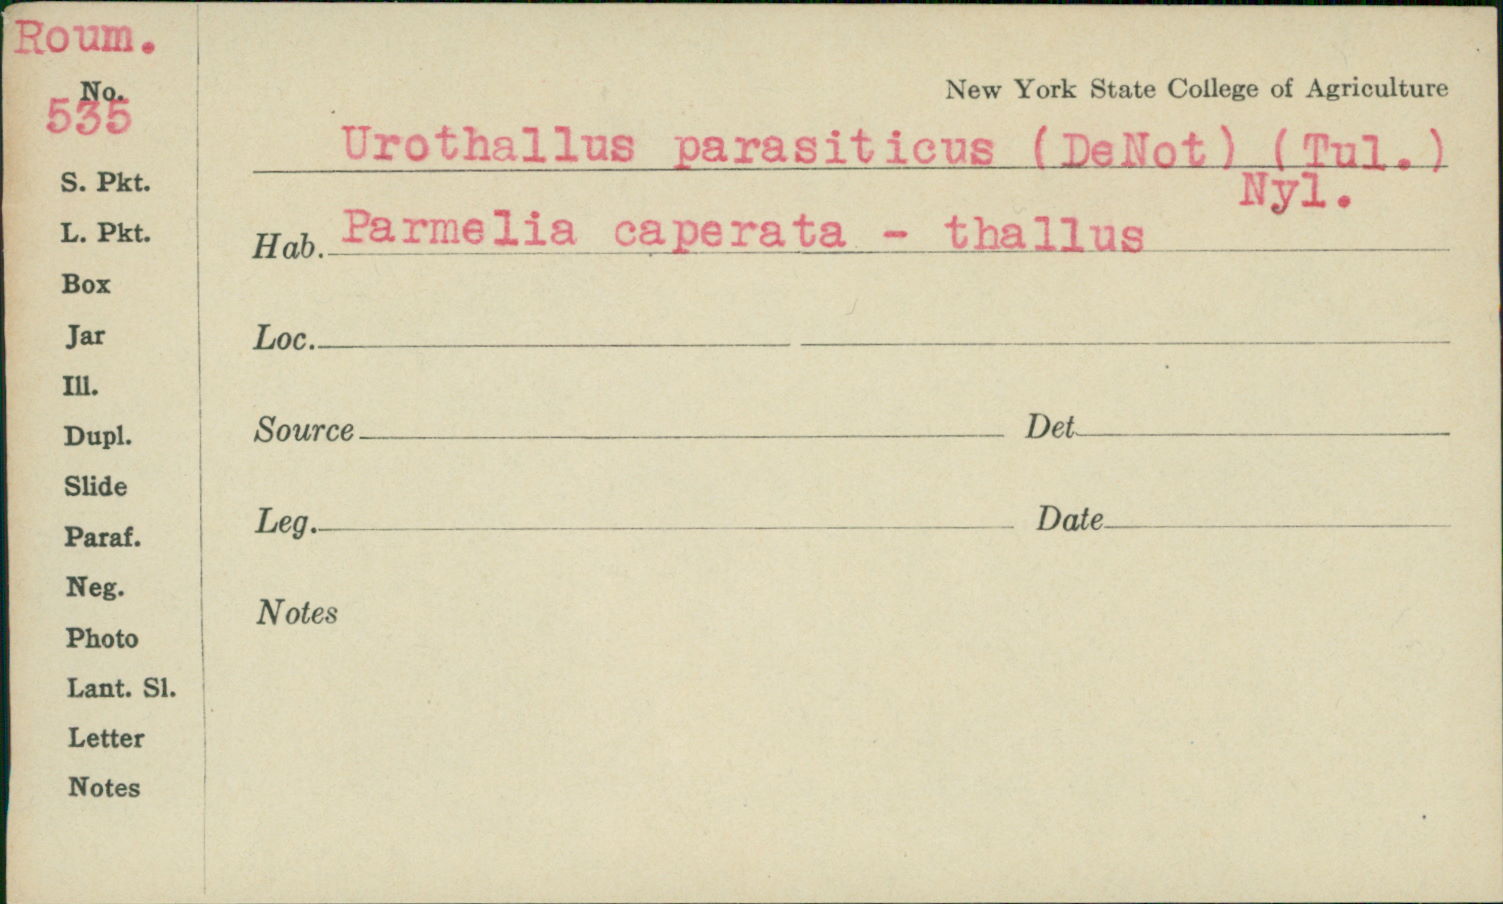 Roum.
No.
535
New York State College of Agriculture
Urothallus parasiticus (DeNot) (Tul.)
Nyl.
S. Pkt.
L. Pkt.
Hab. Parmelia caperata - thallus
Box
Jar
Loc.
Ill.
Dupl.
Source Det.
Slide
Leg. Date
Paraf.
Neg.
Notes
Photo
Lant. Sl.
Letter
Notes